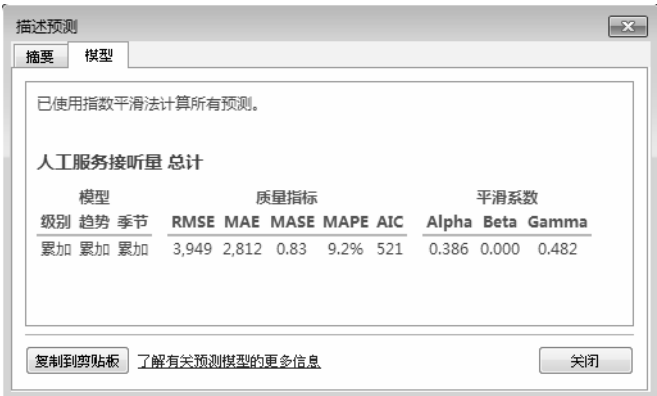 描述预测
摘要 模型
已使用指数平滑法计算所有预测。
人工服务接听量 总计
模型 质量指标 平滑系数
级别 趋势 季节 RMSE MAE MASE MAPE AIC Alpha Beta Gamma
累加 累加 累加 3,949 2,812 0.83 9.2% 521 0.386 0.000 0.482
复制到剪贴板 了解有关预测模型的更多信息 关闭